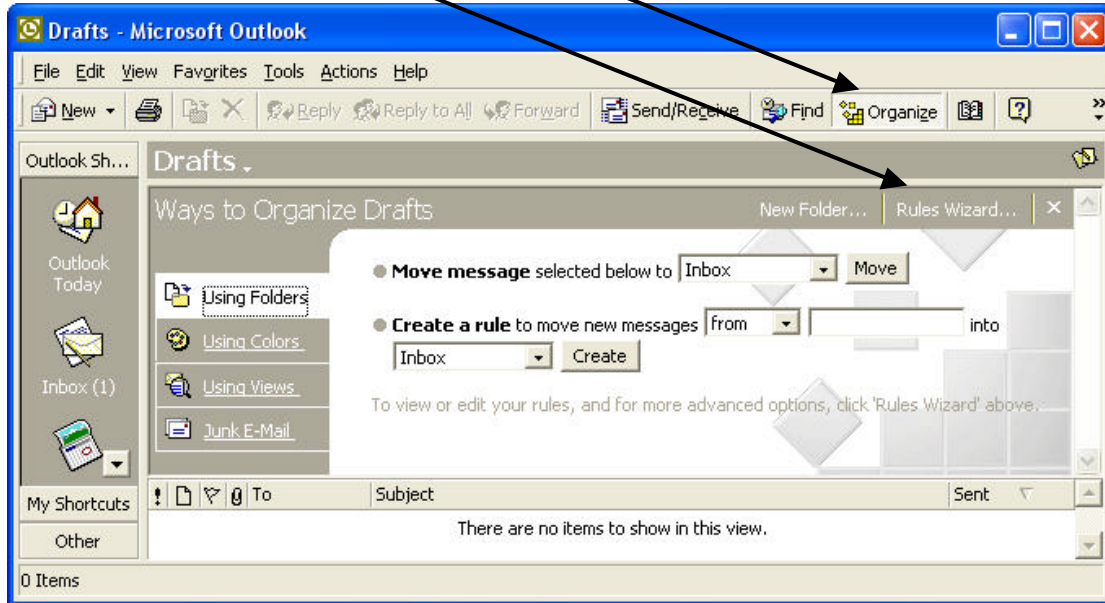 Drafts - Microsoft Outlook
File Edit View Favorites Tools Actions Help
New Reply Reply to All Forward Send/Receive Find Organize
Outlook Sh... Drafts
Ways to Organize Drafts New Folder... Rules Wizard...
Outlook
Today
Move message selected below to Inbox Move
Using Folders
Create a rule to move new messages from into
Using Colors
Inbox Create
Inbox (1)
Using Views
To view or edit your rules, and for more advanced options, click 'Rules Wizard' above.
Junk E-Mail
My Shortcuts
! To Subject Sent
There are no items to show in this view.
Other
0 Items